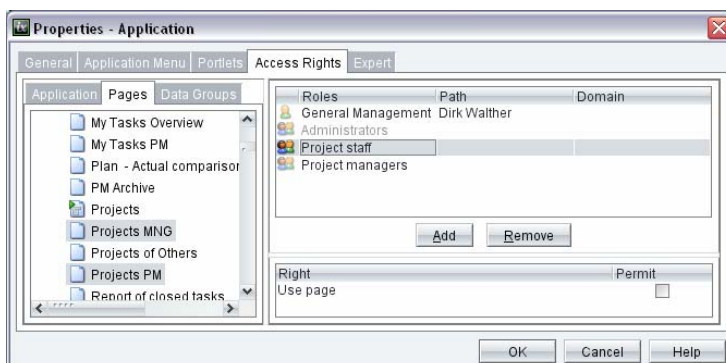 Properties - Application
General Application Menu Portlets Access Rights Expert
Application Pages Data Groups
My Tasks Overview
My Tasks PM
Plan - Actual comparison
PM Archive
Projects
Projects MNG
Projects of Others
Projects PM
Report of closed tasks
Roles Path Domain
General Management Dirk Walther
Administrators
Project staff
Project managers
Add Remove
Right Permit
Use page
OK Cancel Help